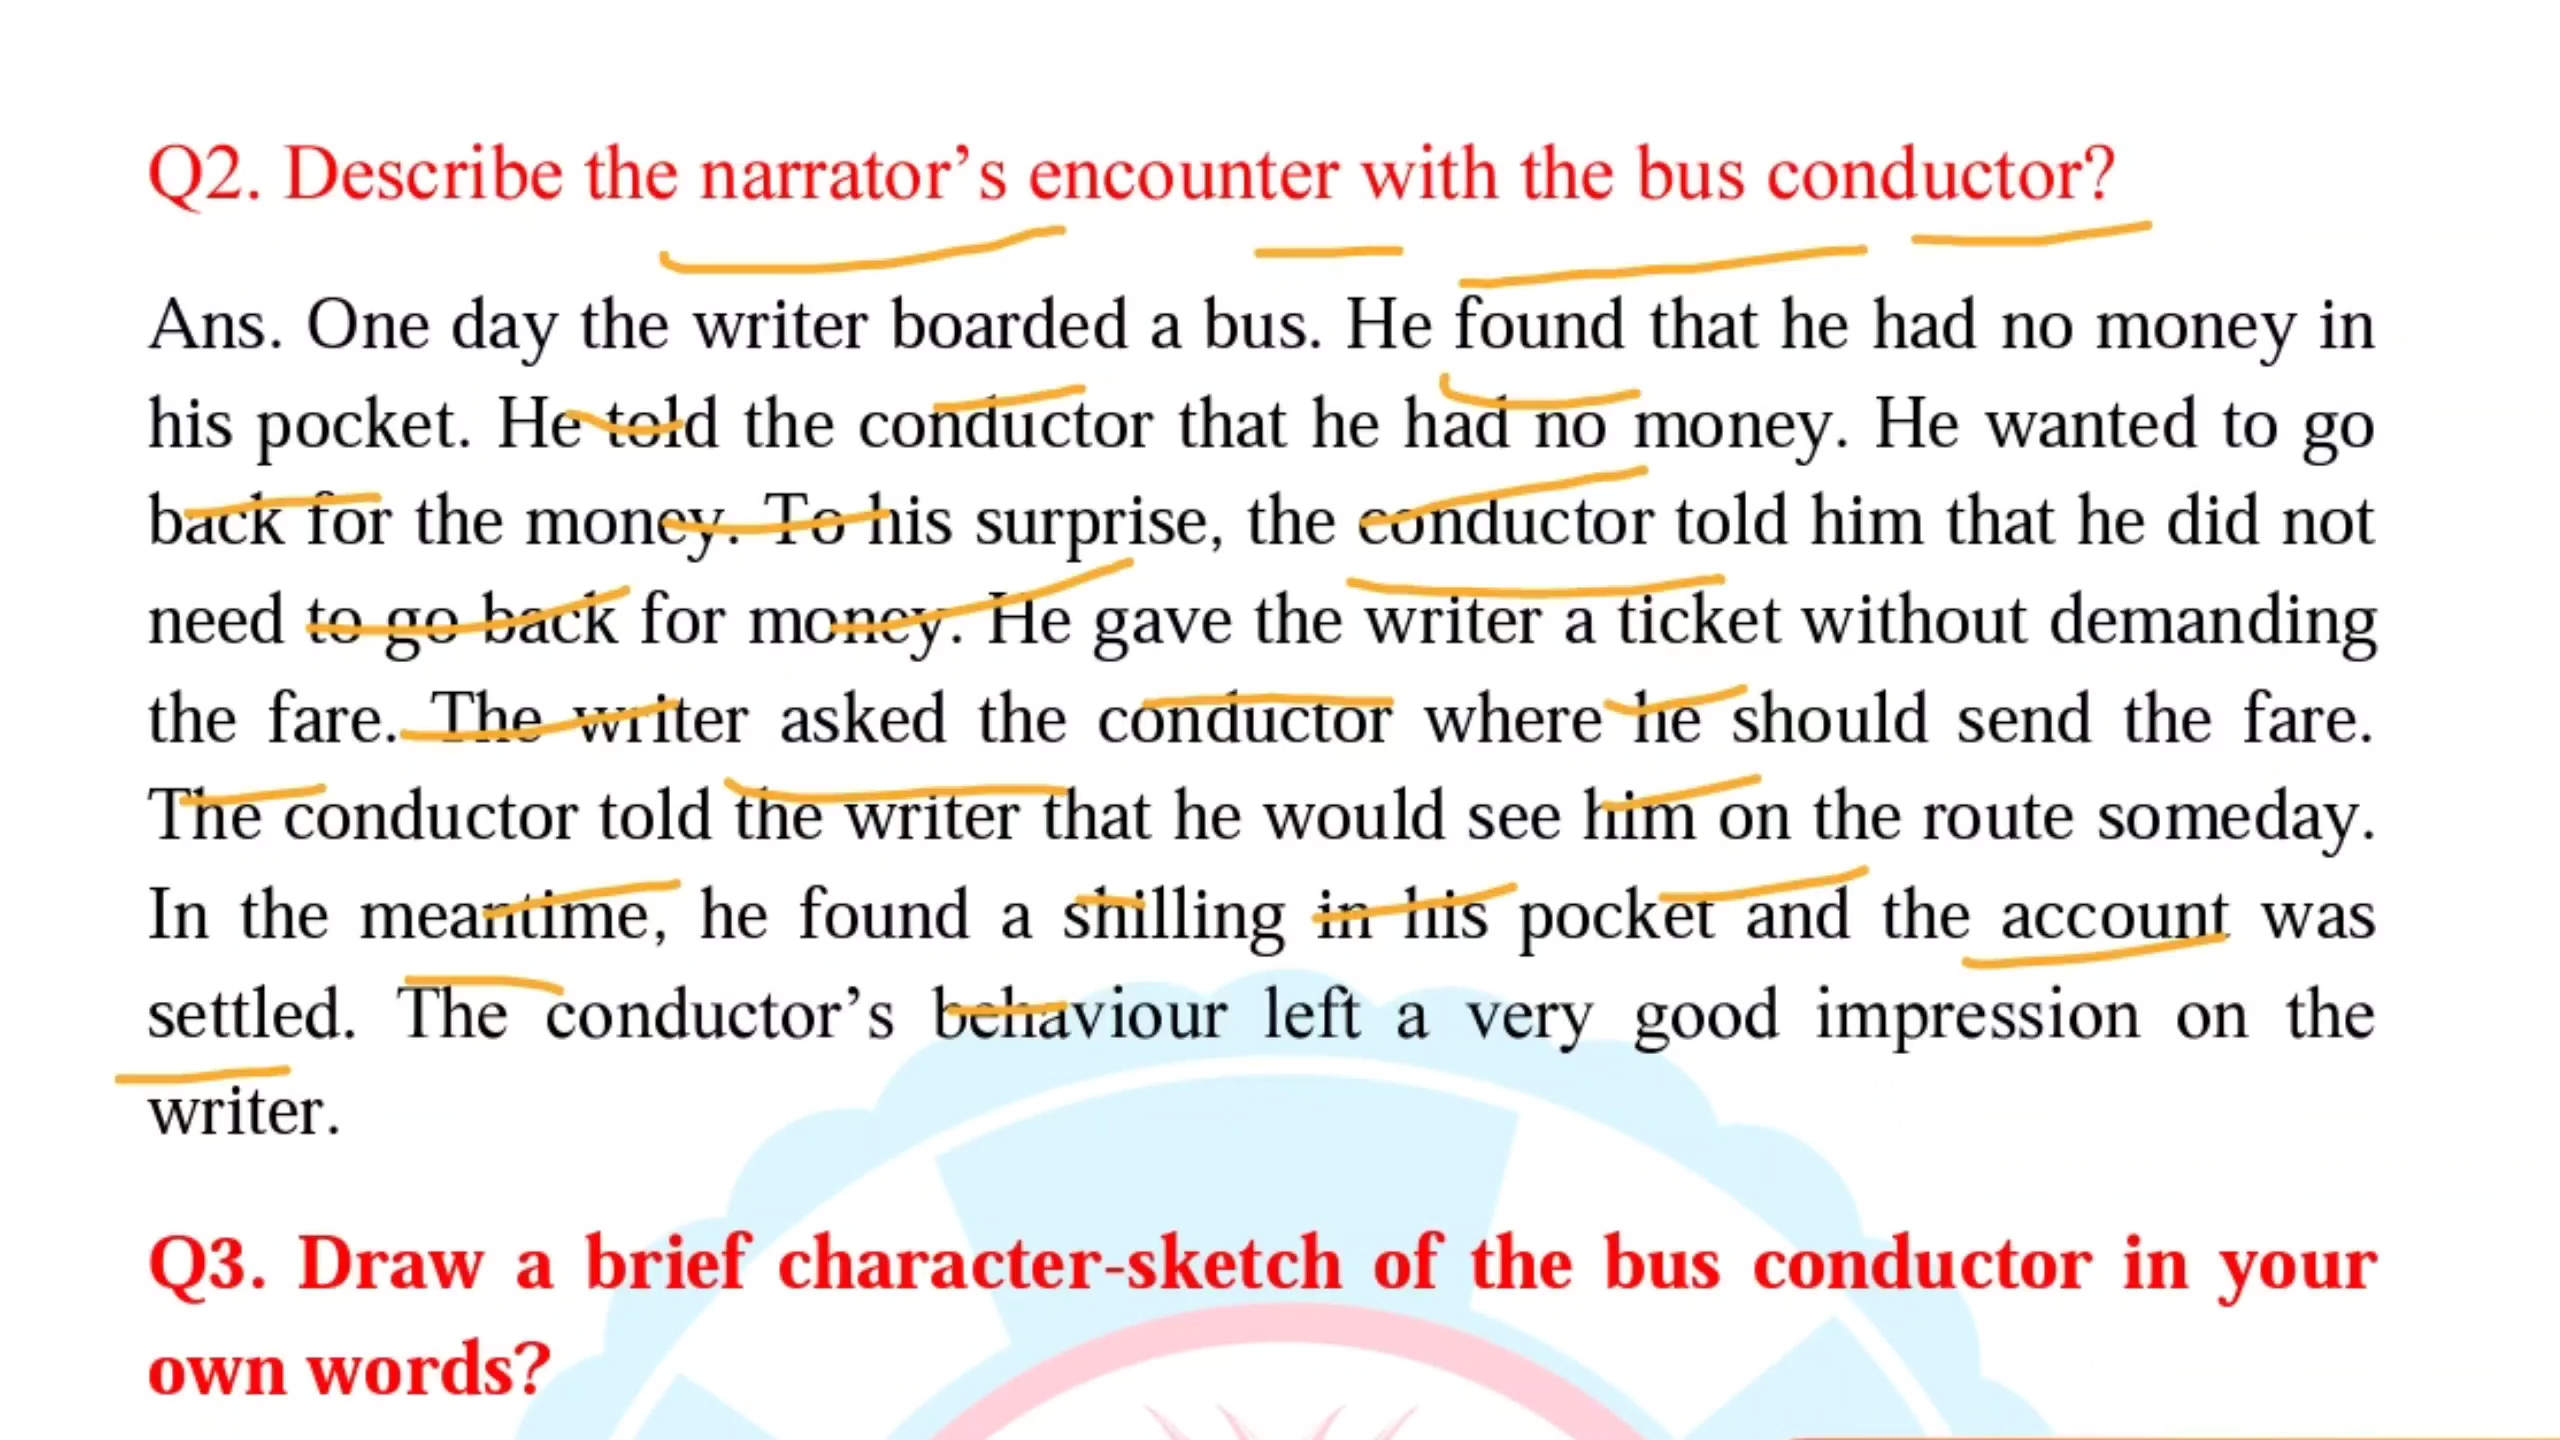 Q2. Describe the narrator’s encounter with the bus conductor?
Ans. One day the writer boarded a bus. He found that he had no money in
his pocket. He told the conductor that he had no money. He wanted to go
back for the money. To his surprise, the conductor told him that he did not
need to go back for money. He gave the writer a ticket without demanding
the fare. The writer asked the conductor where he should send the fare.
The conductor told the writer that he would see him on the route someday.
In the meantime, he found a shilling in his pocket and the account was
settled. The conductor’s behaviour left a very good impression on the
writer.
Q3. Draw a brief character-sketch of the bus conductor in your
own words?